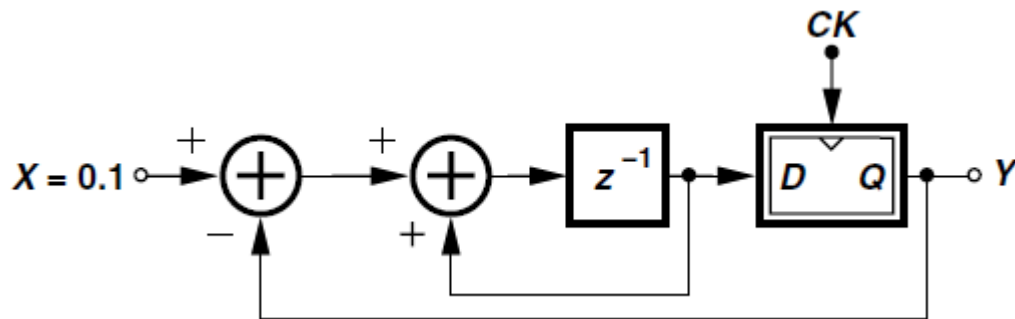 CK
+
+
X = 0.1
z⁻¹
D
Q
Y
−
+